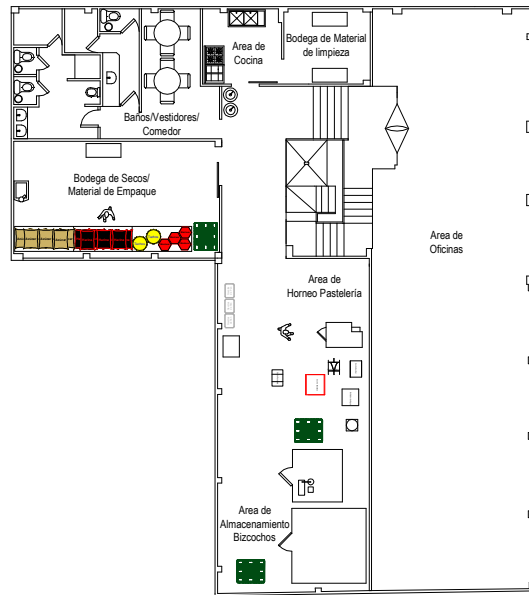 Area de
Cocina
Bodega de Material
de limpieza
Baños/Vestidores/
Comedor
Bodega de Secos/
Material de Empaque
Area de
Oficinas
Area de
Horneo Pastelería
Area de
Almacenamiento
Bizcochos